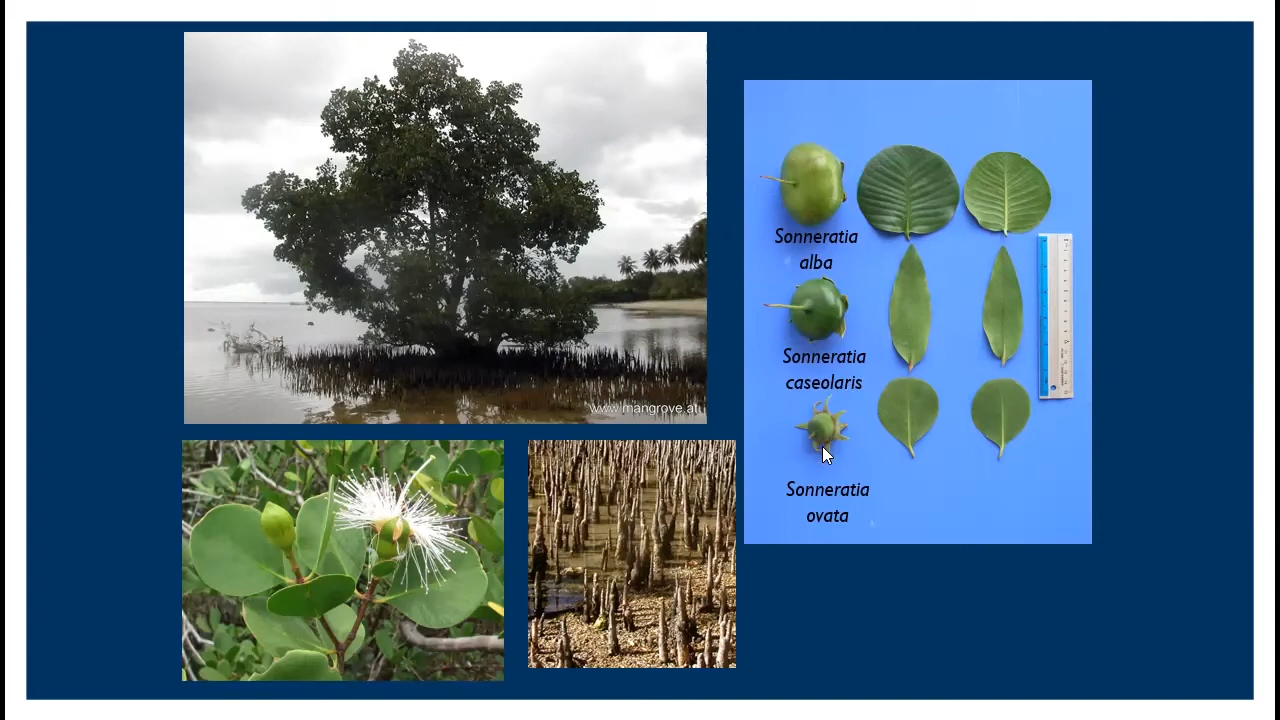 www.mangrove.at
Sonneratia
alba
Sonneratia
caseolaris
Sonneratia
ovata